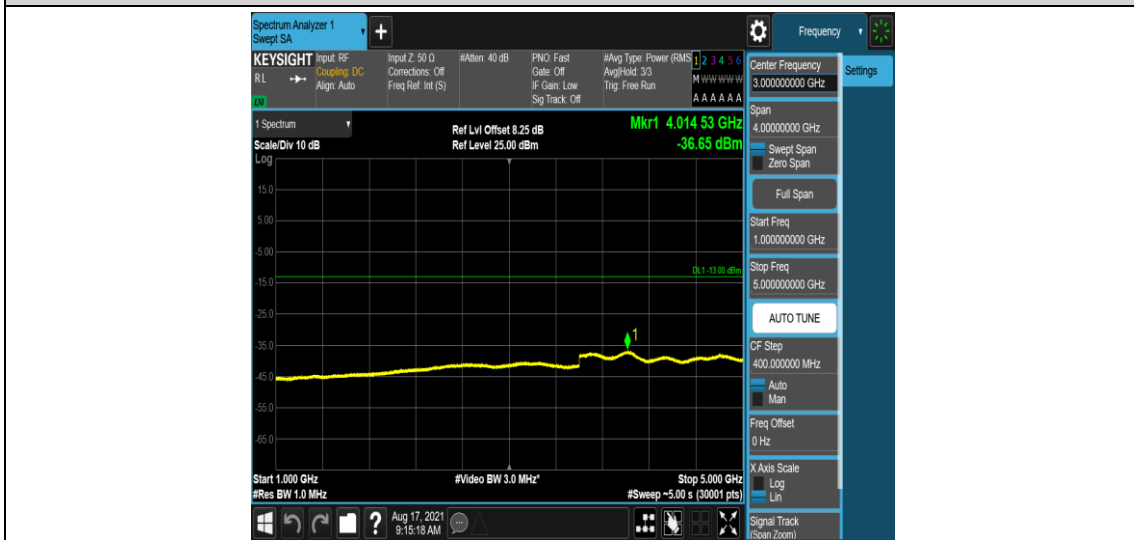 Spectrum Analyzer 1
Swept SA
+
Frequency
KEYSIGHT
RL
LXI
Input: RF
Coupling: DC
Align: Auto
Input Z: 50 Ω
Corrections: Off
Freq Ref: Int (S)
#Atten: 40 dB
PNO: Fast
Gate: Off
IF Gain: Low
Sig Track: Off
#Avg Type: Power (RMS
Avg|Hold: 3/3
Trig: Free Run
1 2 3 4 5 6
M W W W W W
A A A A A A
1 Spectrum
Scale/Div 10 dB
Ref Lvl Offset 8.25 dB
Ref Level 25.00 dBm
Mkr1 4.014 53 GHz
-36.65 dBm
Log
15.0
5.00
-5.00
-15.0
-25.0
-35.0
-45.0
-55.0
-65.0
DL1 -13.00 dBm
1
Start 1.000 GHz
#Res BW 1.0 MHz
#Video BW 3.0 MHz*
Stop 5.000 GHz
#Sweep ~5.00 s (30001 pts)
?
Aug 17, 2021
9:15:18 AM
Center Frequency
3.000000000 GHz
Settings
Span
4.00000000 GHz
Swept Span
Zero Span
Full Span
Start Freq
1.000000000 GHz
Stop Freq
5.000000000 GHz
AUTO TUNE
CF Step
400.000000 MHz
Auto
Man
Freq Offset
0 Hz
X Axis Scale
Log
Lin
Signal Track
(Span Zoom)